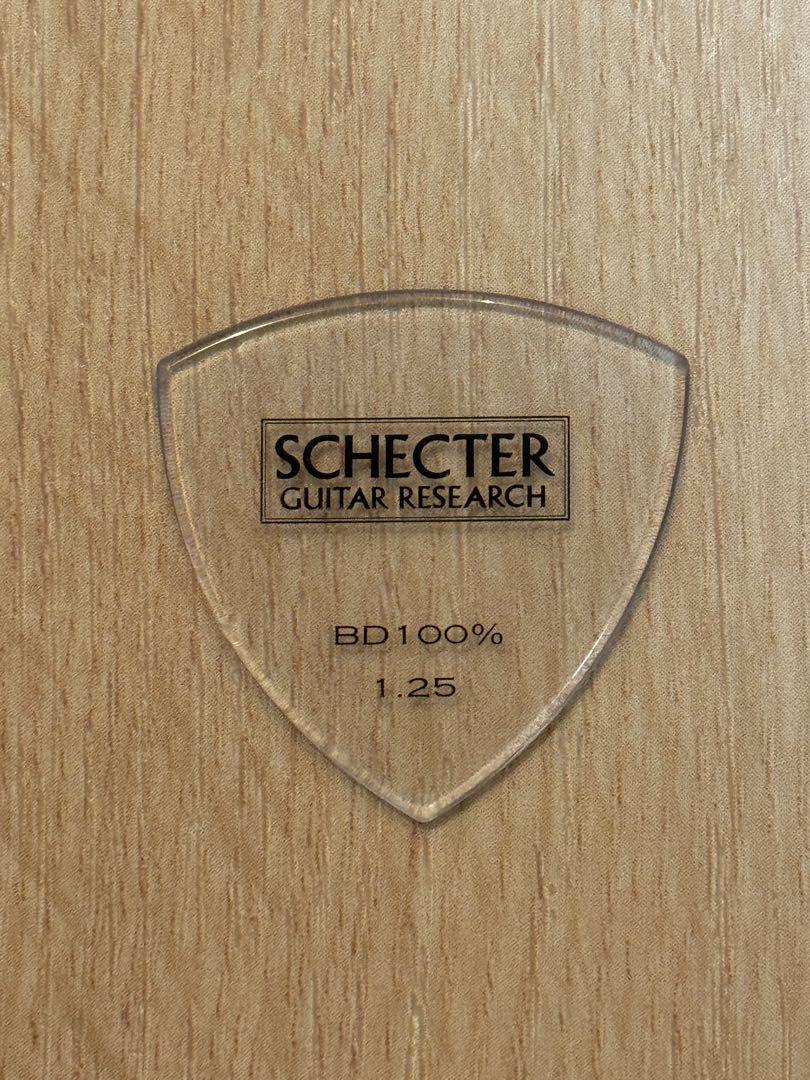 SCHECTER
GUITAR RESEARCH
BD100%
1.25